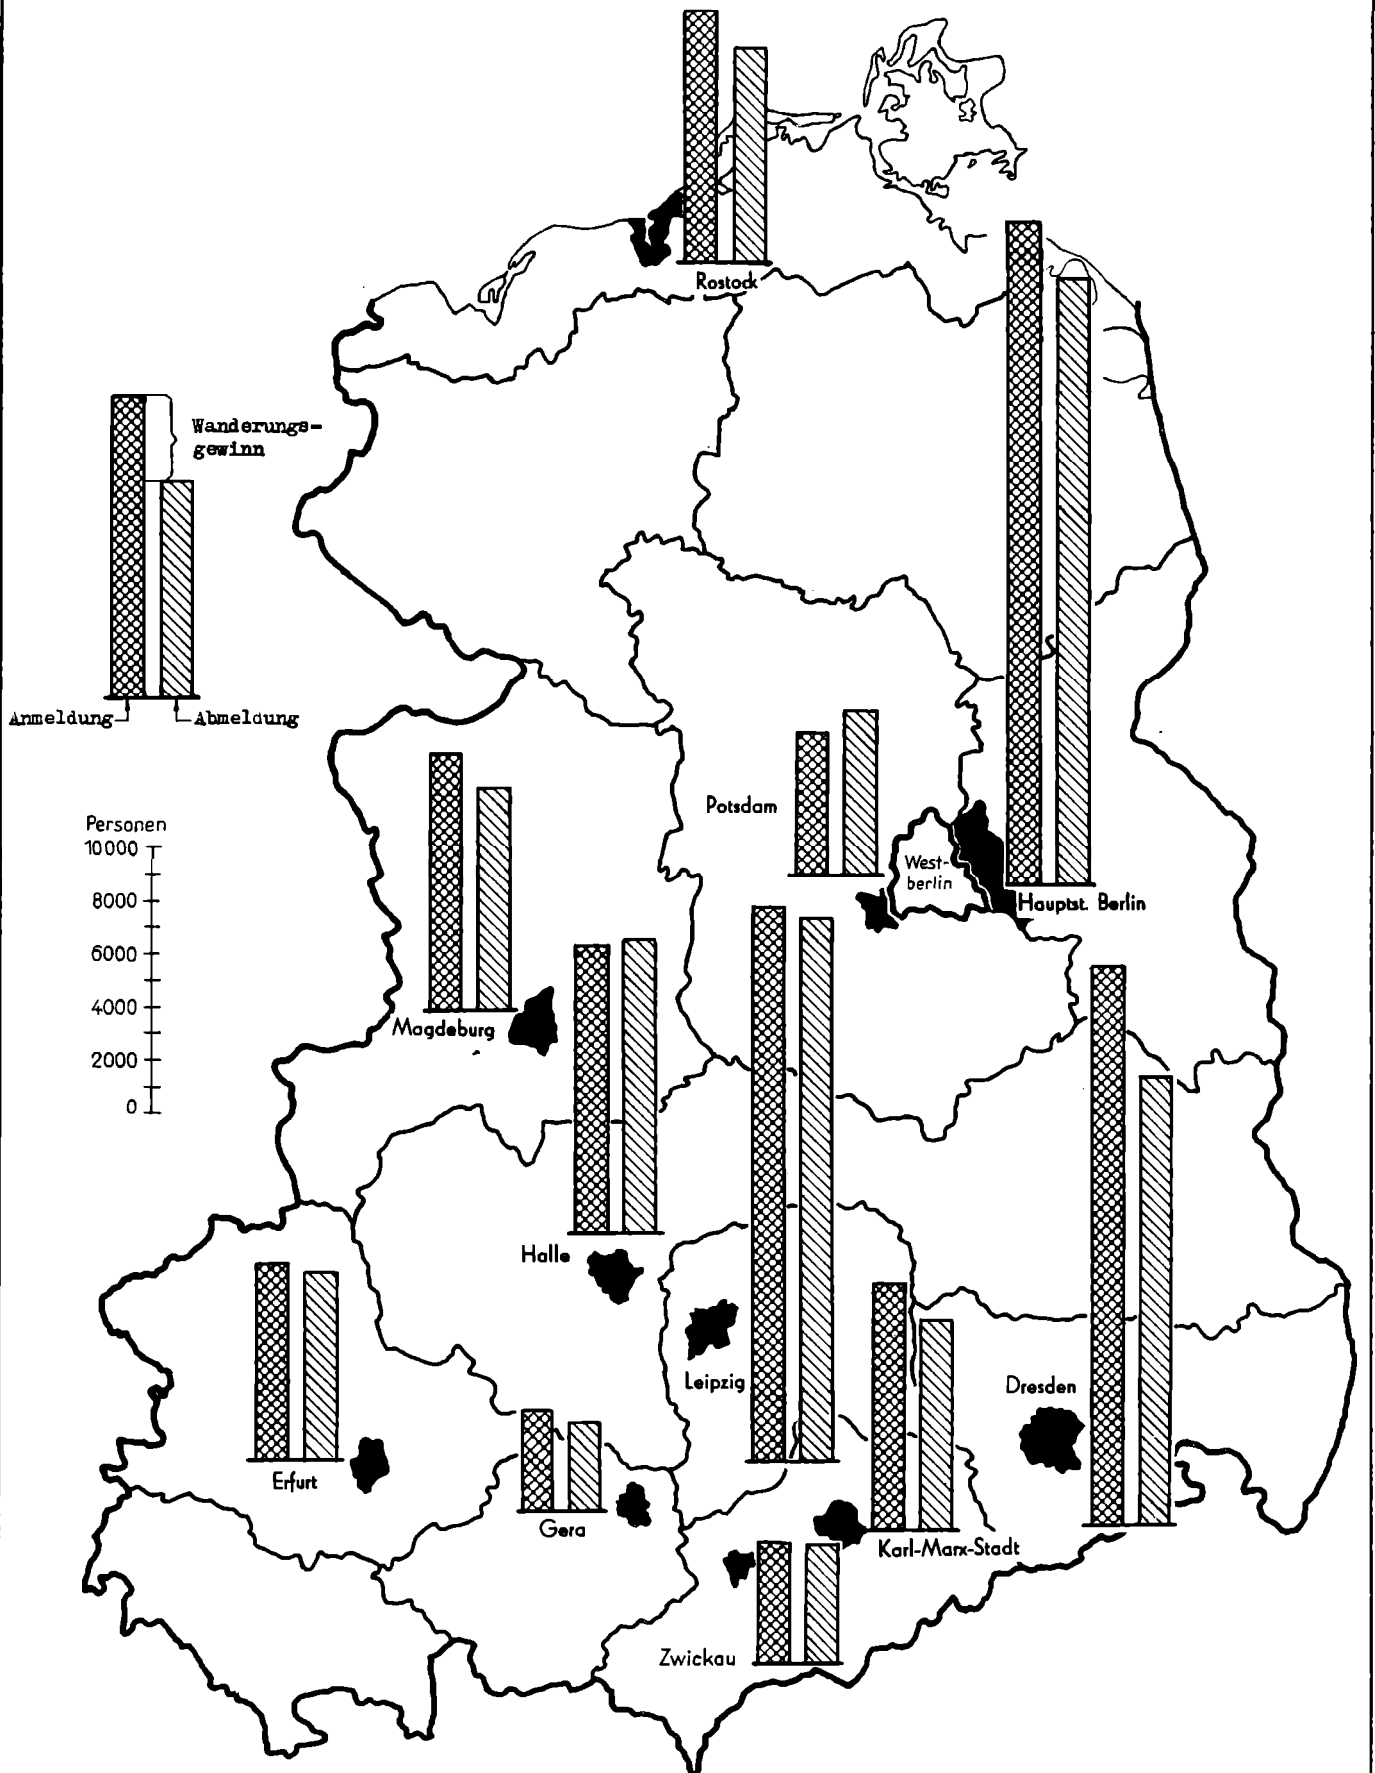 Rostock
Wanderungs-
gewinn
Anmeldung
Abmeldung
Personen
10000
8000
6000
4000
2000
0
Potsdam
West-
berlin
Hauptst. Berlin
Magdeburg
Halle
Leipzig
Dresden
Erfurt
Gera
Karl-Marx-Stadt
Zwickau